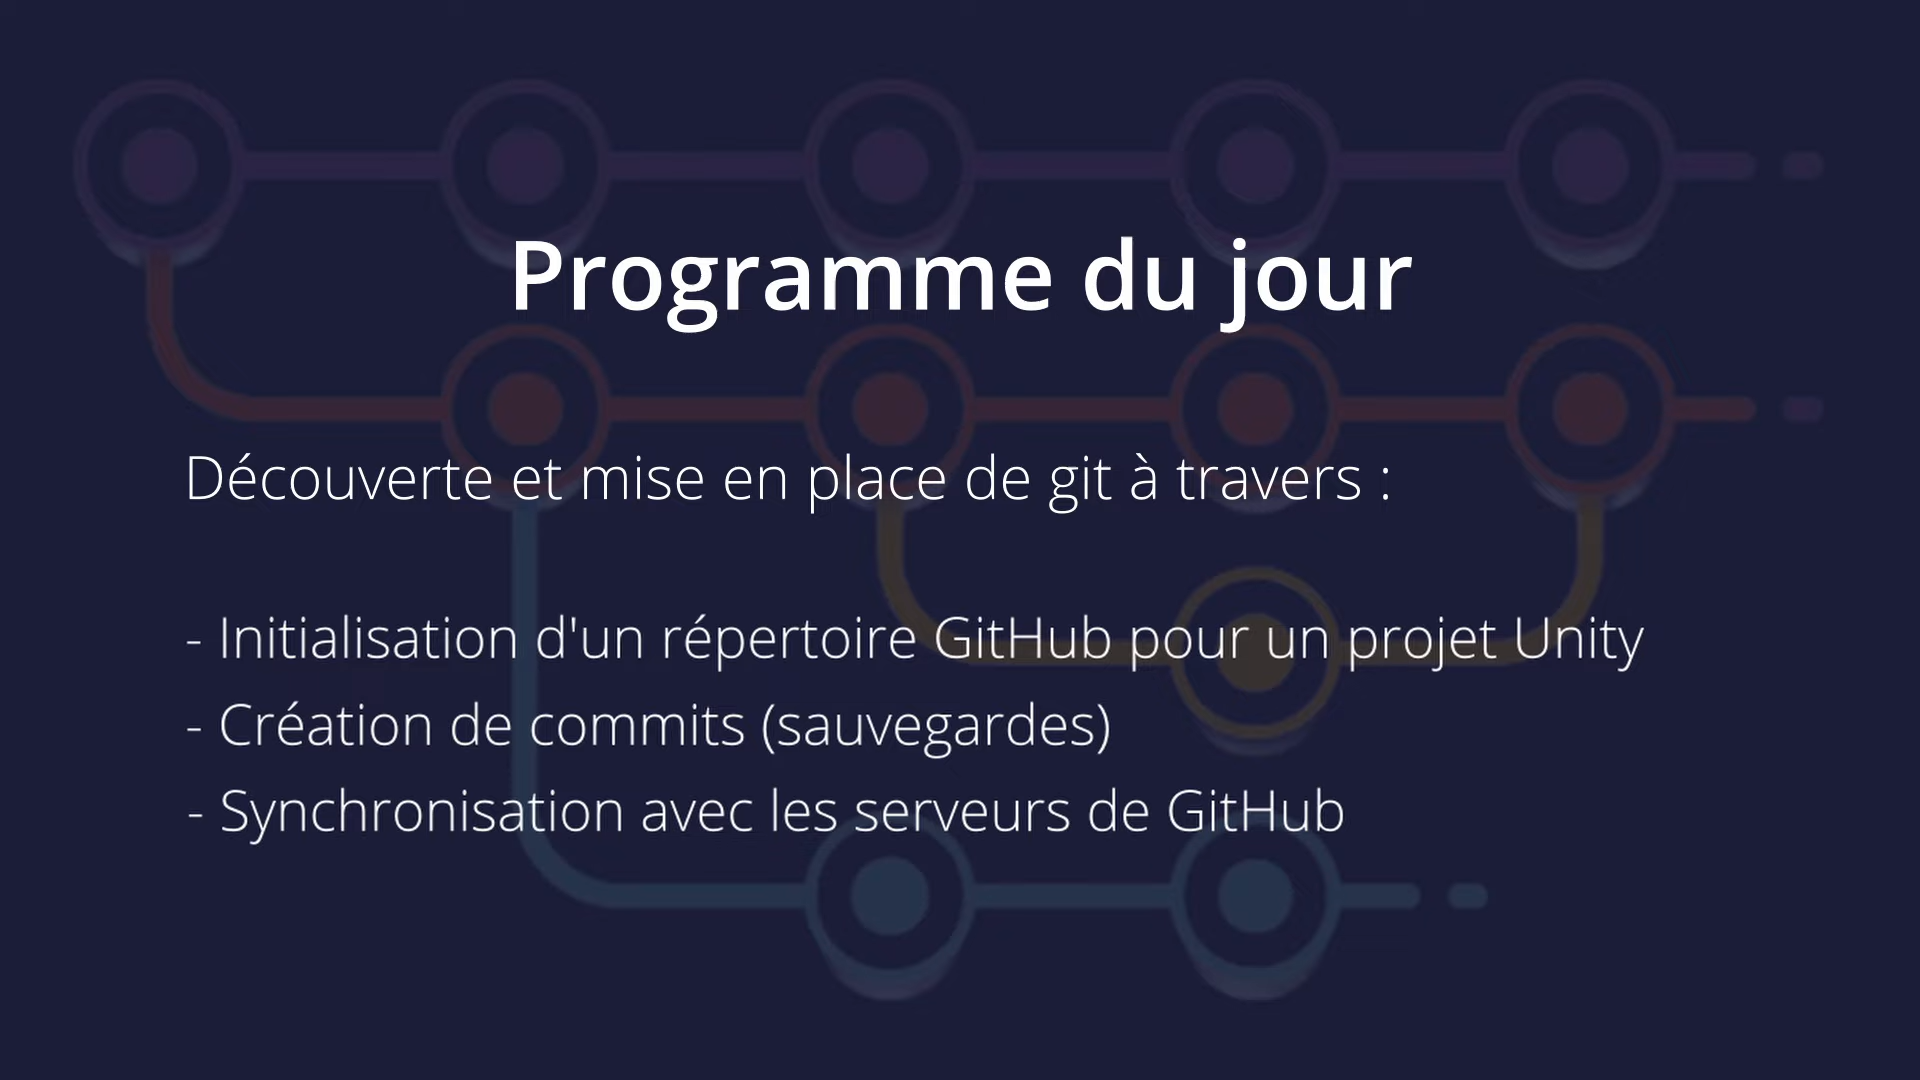 Programme du jour
Découverte et mise en place de git à travers :
- Initialisation d'un répertoire GitHub pour un projet Unity
- Création de commits (sauvegardes)
- Synchronisation avec les serveurs de GitHub